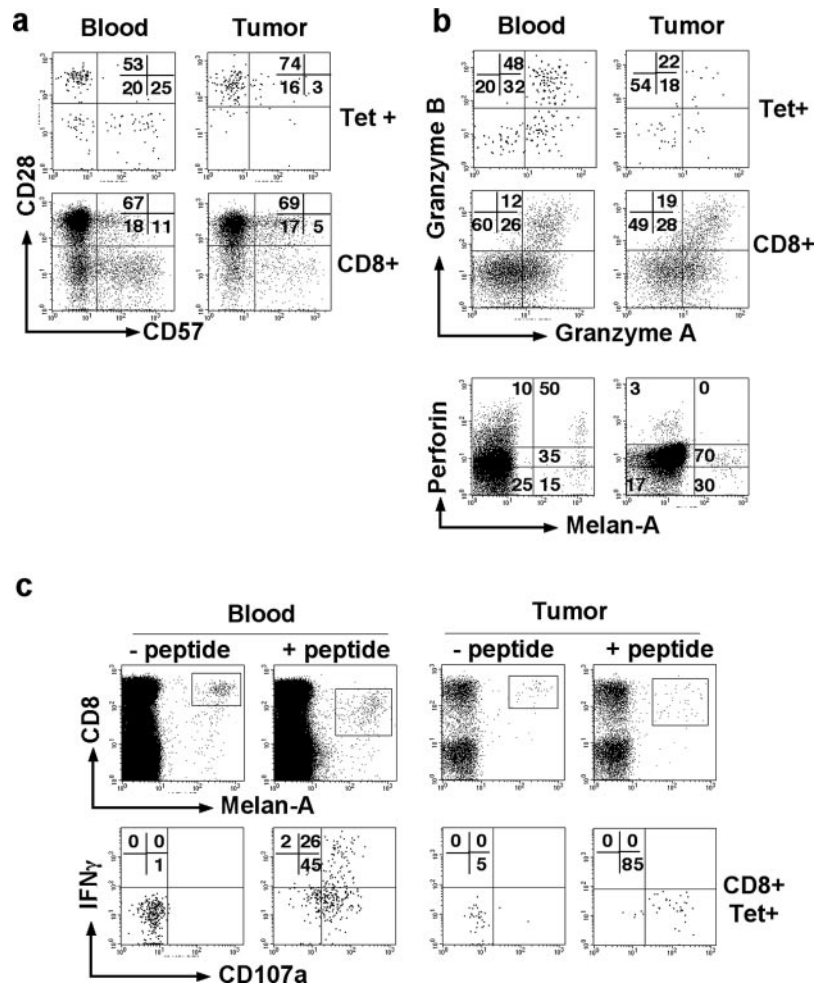 a
Blood Tumor
53
20 25
74
16 3
Tet +
67
18 11
69
17 5
CD8+
CD28
CD57
b
Blood Tumor
48
20 32
22
54 18
Tet+
12
60 26
19
49 28
CD8+
Granzyme B
Granzyme A
10 50
35
25 15
3 0
70
17 30
Perforin
Melan-A
c
Blood Tumor
- peptide + peptide - peptide + peptide
CD8
Melan-A
0 0
1
2 26
45
0 0
5
0 0
85
CD8+
Tet+
IFNγ
CD107a